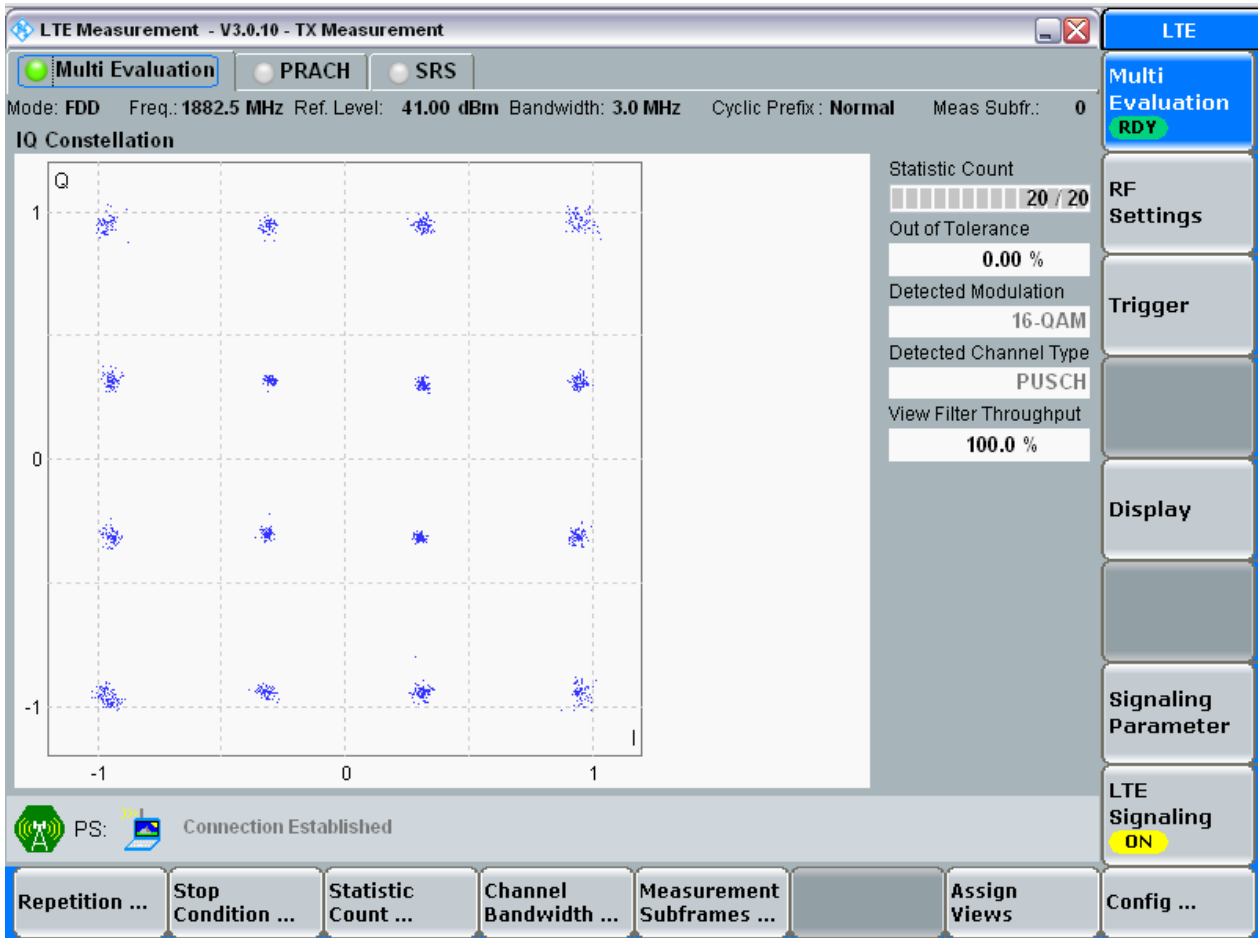 LTE Measurement - V3.0.10 - TX Measurement
LTE
Multi Evaluation PRACH SRS
Multi
Evaluation
RDY
Mode: FDD Freq.: 1882.5 MHz Ref. Level: 41.00 dBm Bandwidth: 3.0 MHz Cyclic Prefix : Normal Meas Subfr.: 0
IQ Constellation
Q
1
0
-1
I
-1 0 1
Statistic Count
20 / 20
Out of Tolerance
0.00 %
Detected Modulation
16-QAM
Detected Channel Type
PUSCH
View Filter Throughput
100.0 %
RF
Settings
Trigger
Display
Signaling
Parameter
LTE
Signaling
ON
PS: Connection Established
Repetition ...
Stop
Condition ...
Statistic
Count ...
Channel
Bandwidth ...
Measurement
Subframes ...
Assign
Views
Config ...